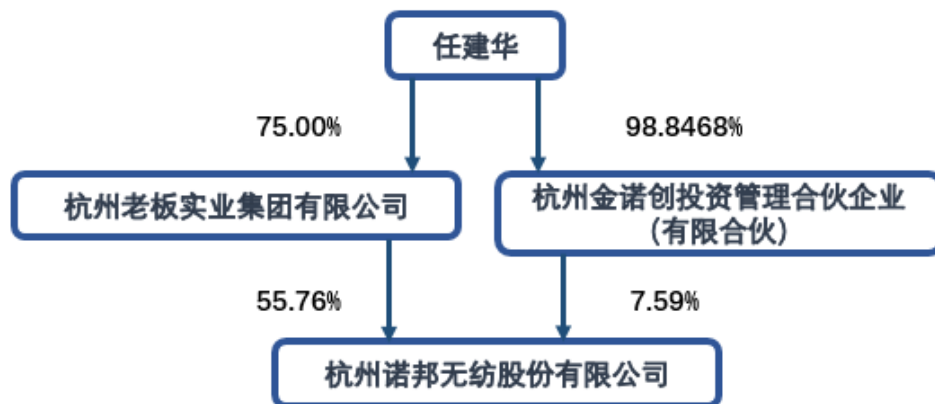 任建华
75.00%
98.8468%
杭州老板实业集团有限公司
杭州金诺创投资管理合伙企业
(有限合伙)
55.76%
7.59%
杭州诺邦无纺股份有限公司